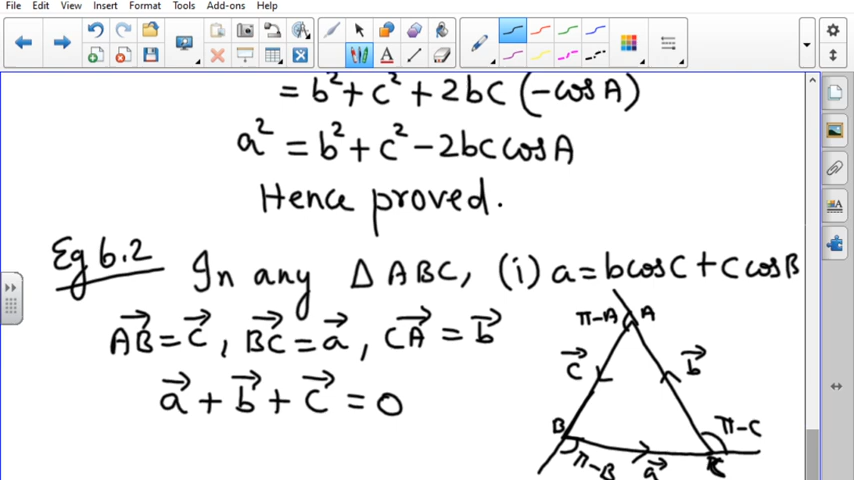 File Edit View Insert Format Tools Add-ons Help
= b² + c² + 2bc (-cos A)
a² = b² + c² - 2bc cos A
Hence proved.
Eg 6.2 In any Δ ABC, (i) a = b cos C + c cos B
π-A A
AB⃗ = c⃗, BC⃗ = a⃗, CA⃗ = b⃗
c⃗ b⃗
a⃗ + b⃗ + c⃗ = 0
B π-C
π-B a⃗ C